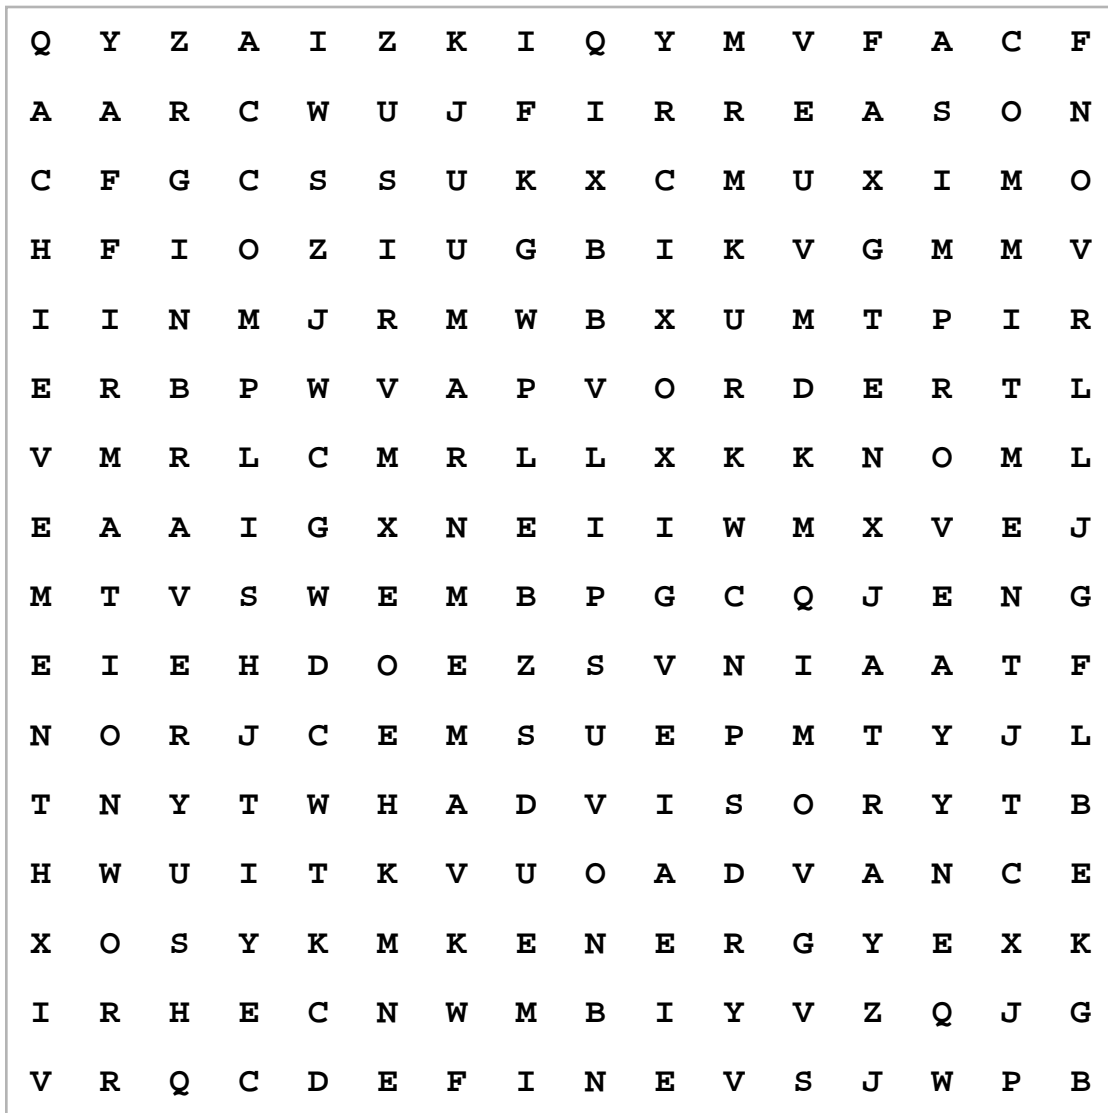 Q Y Z A I Z K I Q Y M V F A C F
A A R C W U J F I R R E A S O N
C F G C S S U K X C M U X I M O
H F I O Z I U G B I K V G M M V
I I N M J R M W B X U M T P I R
E R B P W V A P V O R D E R T L
V M R L C M R L L X K K N O M L
E A A I G X N E I I W M X V E J
M T V S W E M B P G C Q J E N G
E I E H D O E Z S V N I A A T F
N O R J C E M S U E P M T Y J L
T N Y T W H A D V I S O R Y T B
H W U I T K V U O A D V A N C E
X O S Y K M K E N E R G Y E X K
I R H E C N W M B I Y V Z Q J G
V R Q C D E F I N E V S J W P B